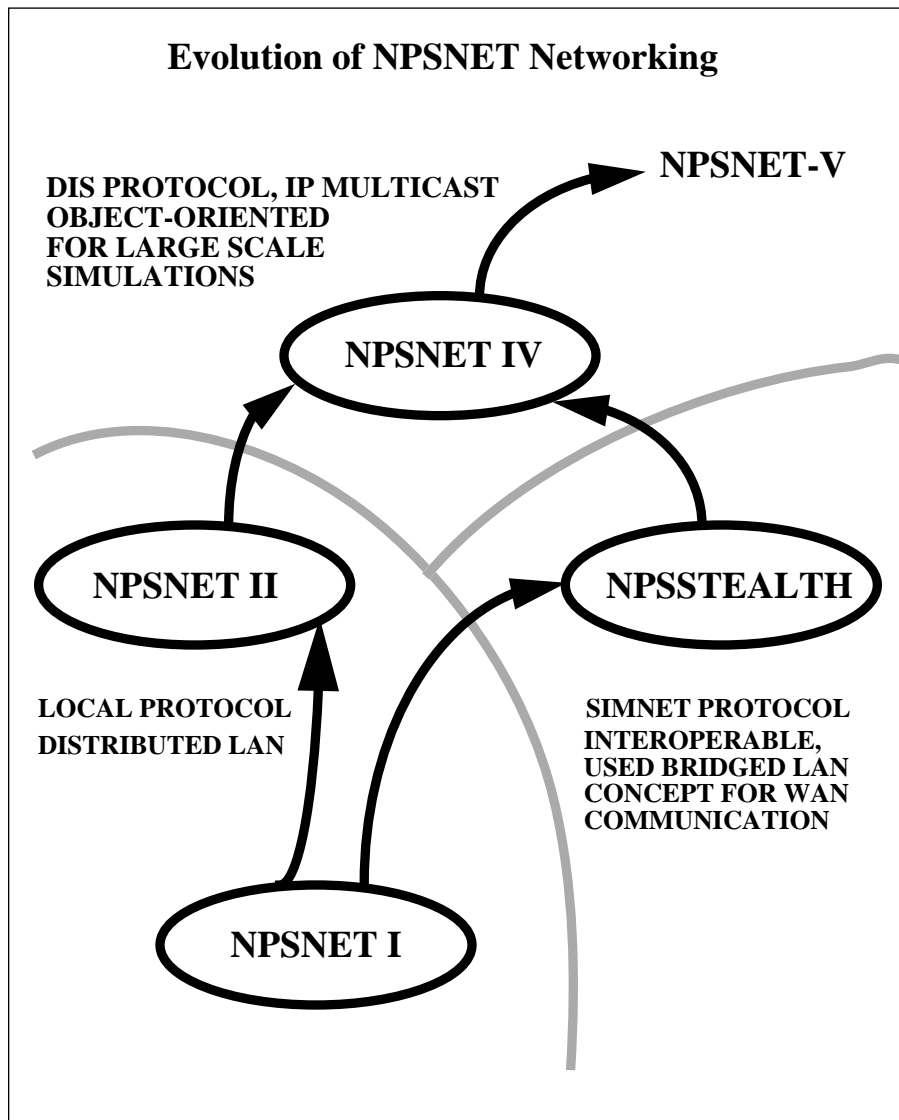 Evolution of NPSNET Networking
NPSNET-V
DIS PROTOCOL, IP MULTICAST
OBJECT-ORIENTED
FOR LARGE SCALE
SIMULATIONS
NPSNET IV
NPSNET II
NPSSTEALTH
LOCAL PROTOCOL
DISTRIBUTED LAN
SIMNET PROTOCOL
INTEROPERABLE,
USED BRIDGED LAN
CONCEPT FOR WAN
COMMUNICATION
NPSNET I